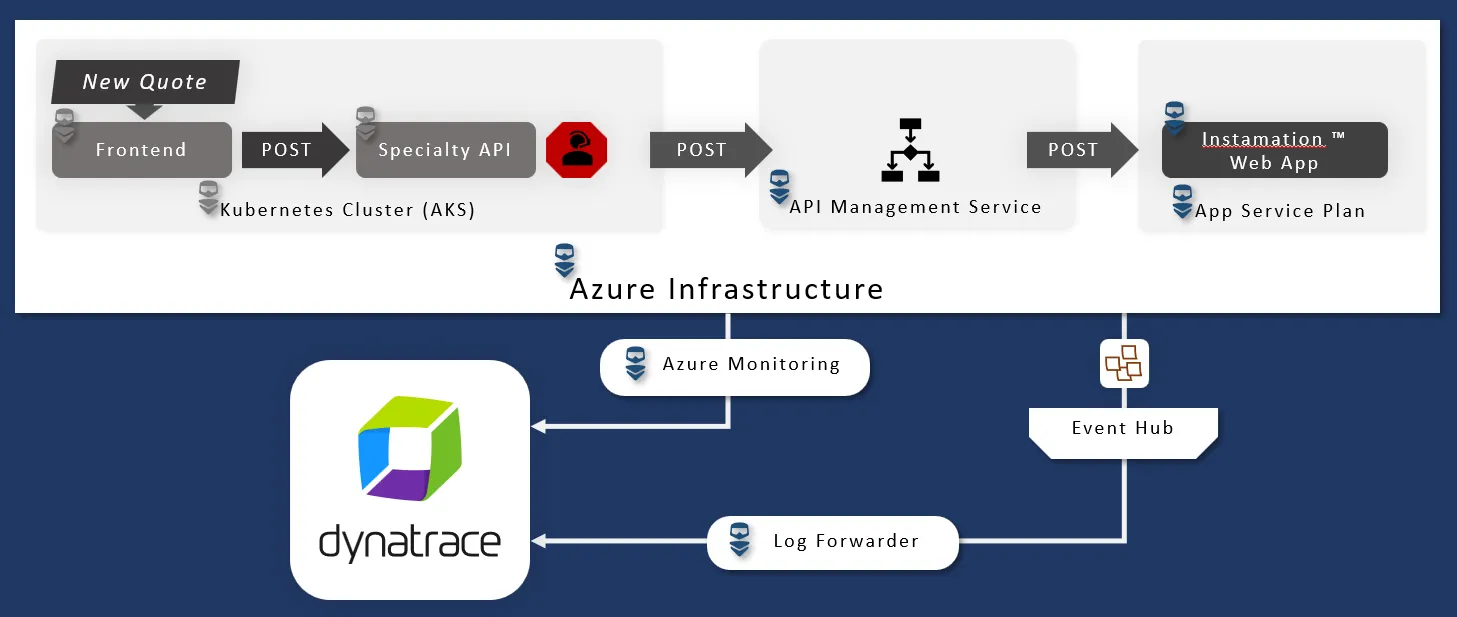 New Quote
Frontend
POST
Specialty API
POST
POST
Instamation ™
Web App
Kubernetes Cluster (AKS)
API Management Service
App Service Plan
Azure Infrastructure
Azure Monitoring
Event Hub
dynatrace
Log Forwarder